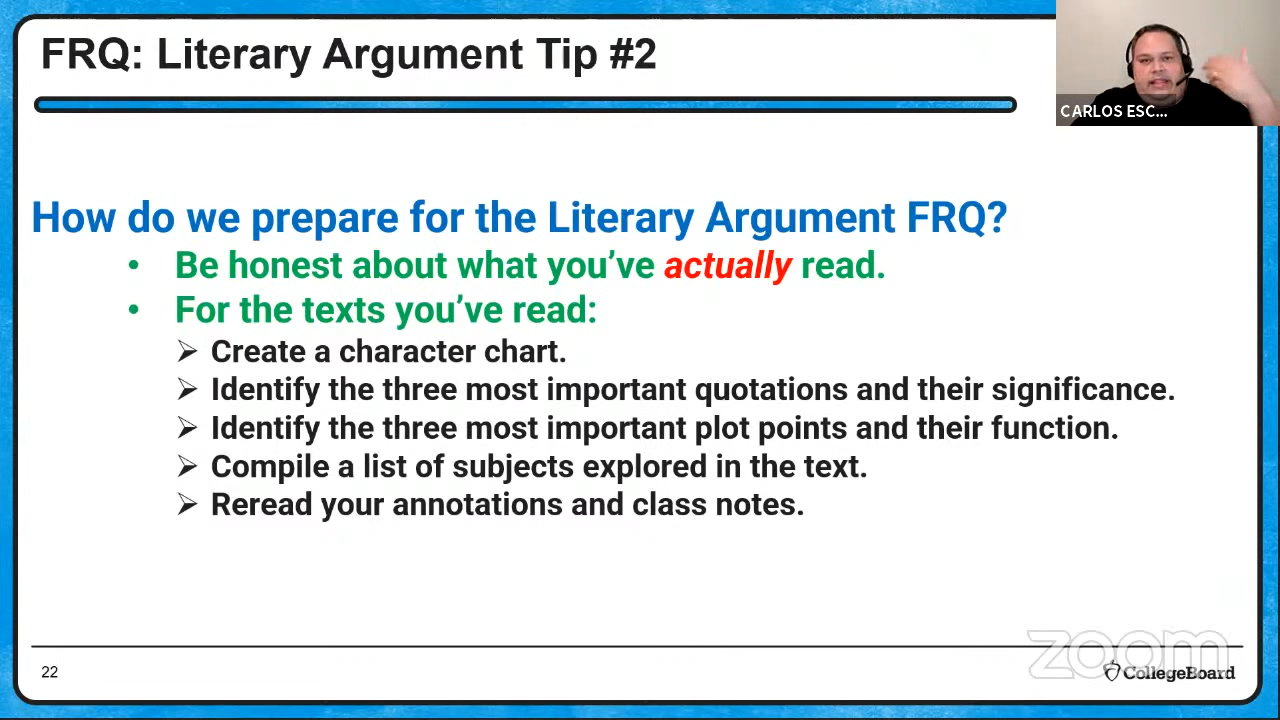 FRQ: Literary Argument Tip #2
CARLOS ESC...
How do we prepare for the Literary Argument FRQ?
• Be honest about what you’ve actually read.
• For the texts you’ve read:
➢ Create a character chart.
➢ Identify the three most important quotations and their significance.
➢ Identify the three most important plot points and their function.
➢ Compile a list of subjects explored in the text.
➢ Reread your annotations and class notes.
zoom
22
CollegeBoard